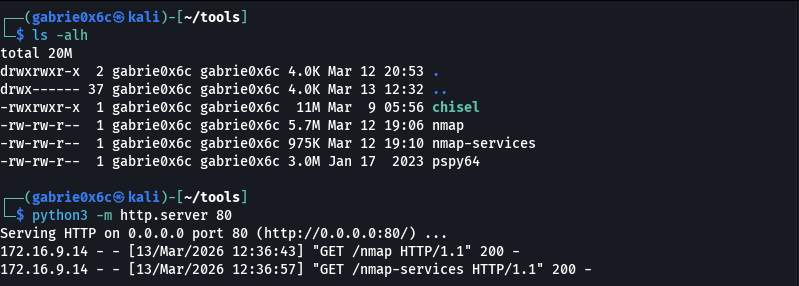 ┌──(gabrie0x6c㉿kali)-[~/tools]
└─$ ls -alh
total 20M
drwxrwxr-x  2 gabrie0x6c gabrie0x6c 4.0K Mar 12 20:53 .
drwx------ 37 gabrie0x6c gabrie0x6c 4.0K Mar 13 12:32 ..
-rwxrwxr-x  1 gabrie0x6c gabrie0x6c  11M Mar  9 05:56 chisel
-rw-rw-r--  1 gabrie0x6c gabrie0x6c 5.7M Mar 12 19:06 nmap
-rw-rw-r--  1 gabrie0x6c gabrie0x6c 975K Mar 12 19:10 nmap-services
-rw-rw-r--  1 gabrie0x6c gabrie0x6c 3.0M Jan 17  2023 pspy64
┌──(gabrie0x6c㉿kali)-[~/tools]
└─$ python3 -m http.server 80
Serving HTTP on 0.0.0.0 port 80 (http://0.0.0.0:80/) ...
172.16.9.14 - - [13/Mar/2026 12:36:43] "GET /nmap HTTP/1.1" 200 -
172.16.9.14 - - [13/Mar/2026 12:36:57] "GET /nmap-services HTTP/1.1" 200 -